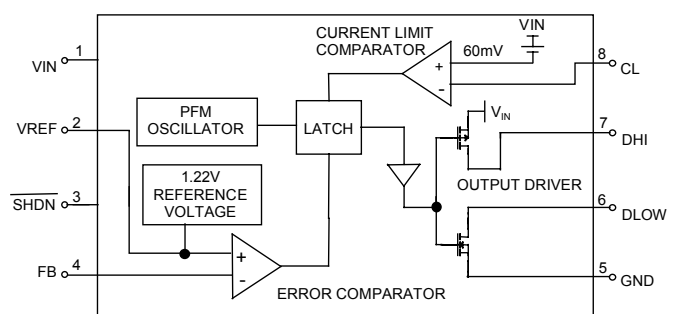 CURRENT LIMIT
COMPARATOR
VIN
60mV
+
-
1
VIN
8
CL
PFM
OSCILLATOR
LATCH
VIN
2
VREF
7
DHI
1.22V
REFERENCE
VOLTAGE
OUTPUT DRIVER
3
SHDN
6
DLOW
4
FB
+
-
5
GND
ERROR COMPARATOR